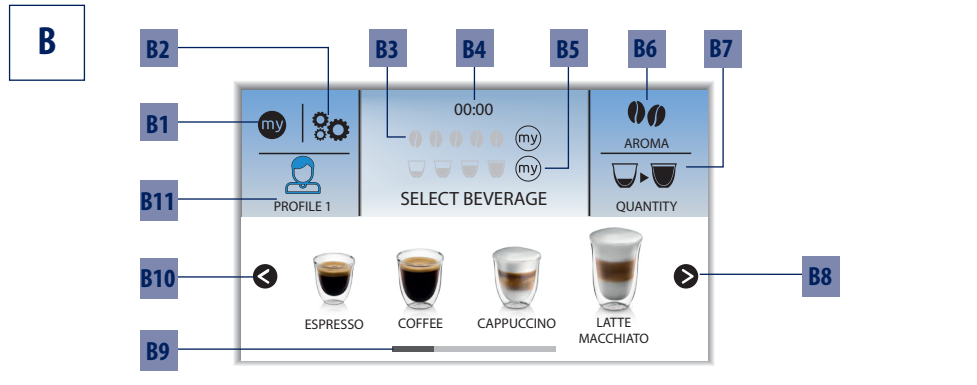 B
B2
B3
B4
B5
B6
B7
B1
my
00:00
my
AROMA
my
B11
PROFILE 1
SELECT BEVERAGE
QUANTITY
B10
B8
ESPRESSO
COFFEE
CAPPUCCINO
LATTE
MACCHIATO
B9